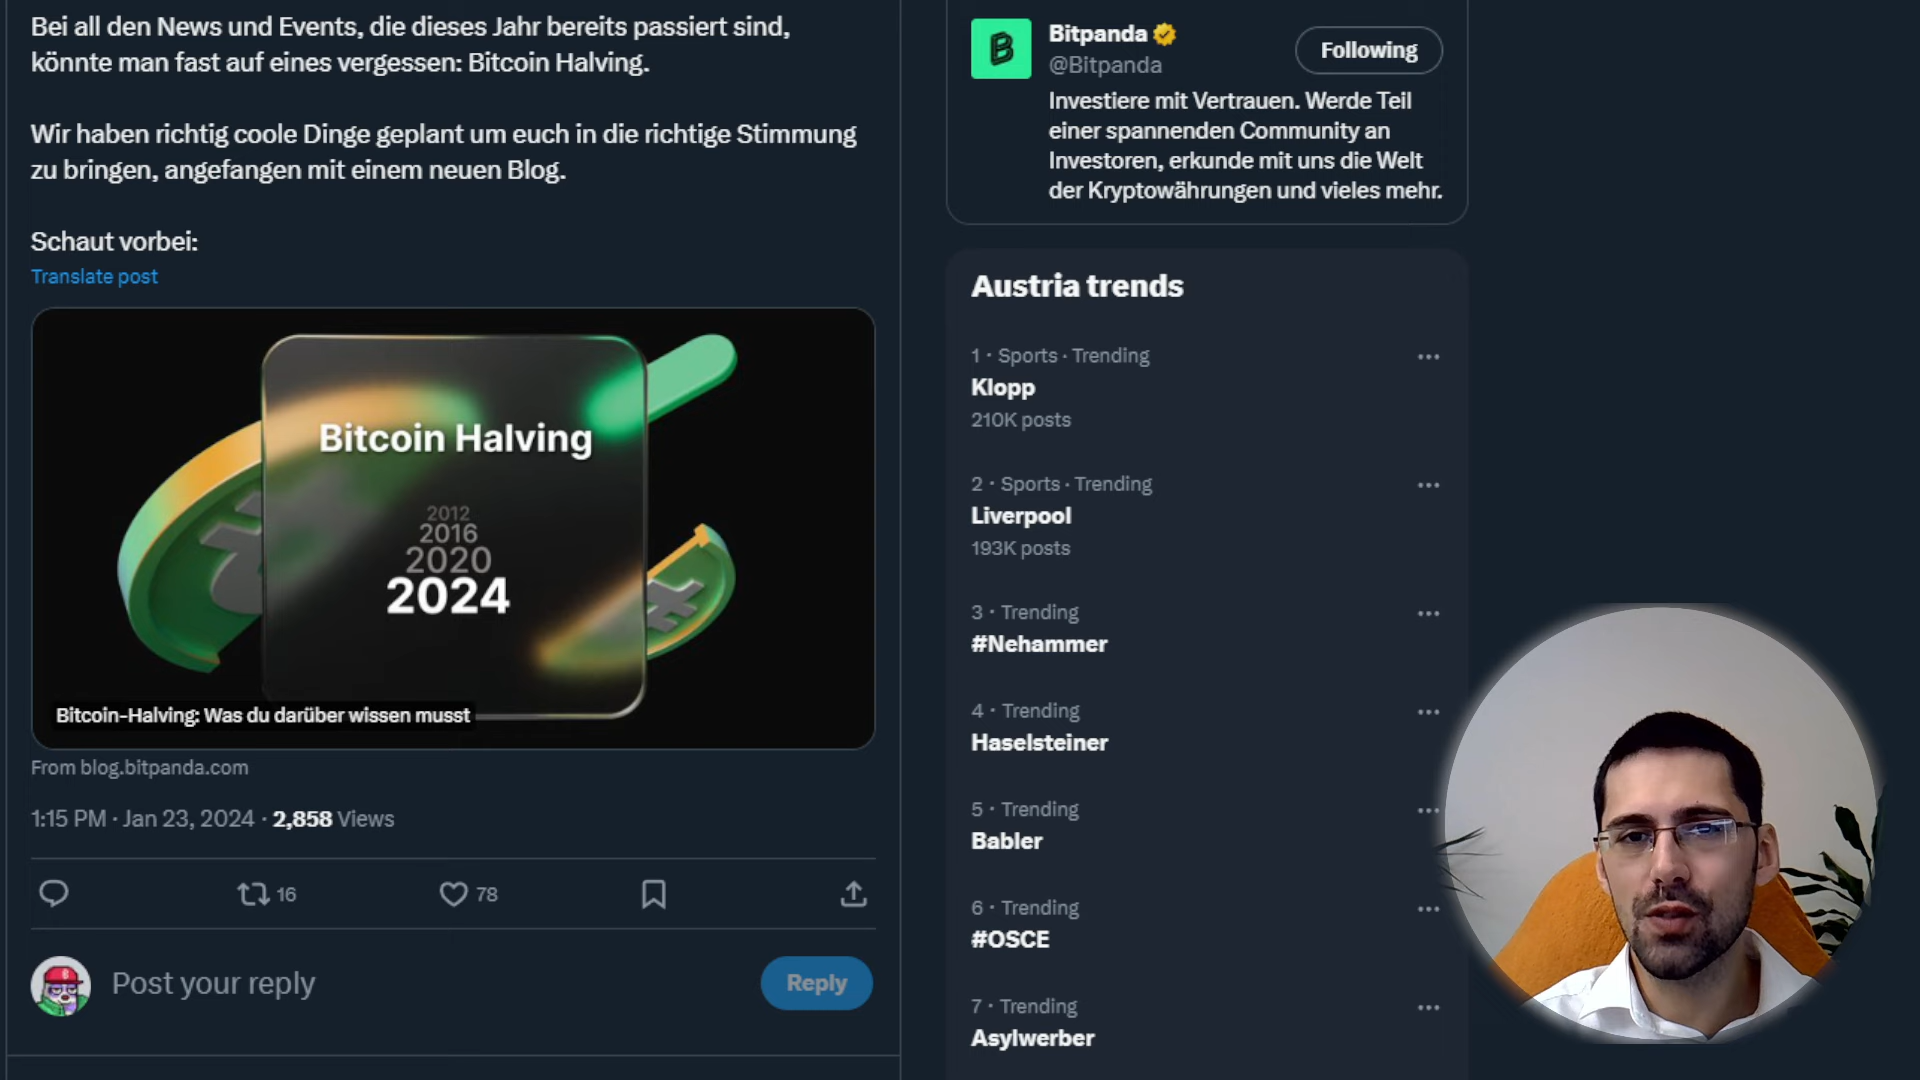 Bei all den News und Events, die dieses Jahr bereits passiert sind,
könnte man fast auf eines vergessen: Bitcoin Halving.
Wir haben richtig coole Dinge geplant um euch in die richtige Stimmung
zu bringen, angefangen mit einem neuen Blog.
Schaut vorbei:
Translate post
Bitcoin Halving
2012
2016
2020
2024
Bitcoin-Halving: Was du darüber wissen musst
From blog.bitpanda.com
1:15 PM · Jan 23, 2024 · 2,858 Views
16
78
Post your reply
Reply
Bitpanda
@Bitpanda
Following
Investiere mit Vertrauen. Werde Teil
einer spannenden Community an
Investoren, erkunde mit uns die Welt
der Kryptowährungen und vieles mehr.
Austria trends
1 · Sports · Trending
Klopp
210K posts
2 · Sports · Trending
Liverpool
193K posts
3 · Trending
#Nehammer
4 · Trending
Haselsteiner
5 · Trending
Babler
6 · Trending
#OSCE
7 · Trending
Asylwerber